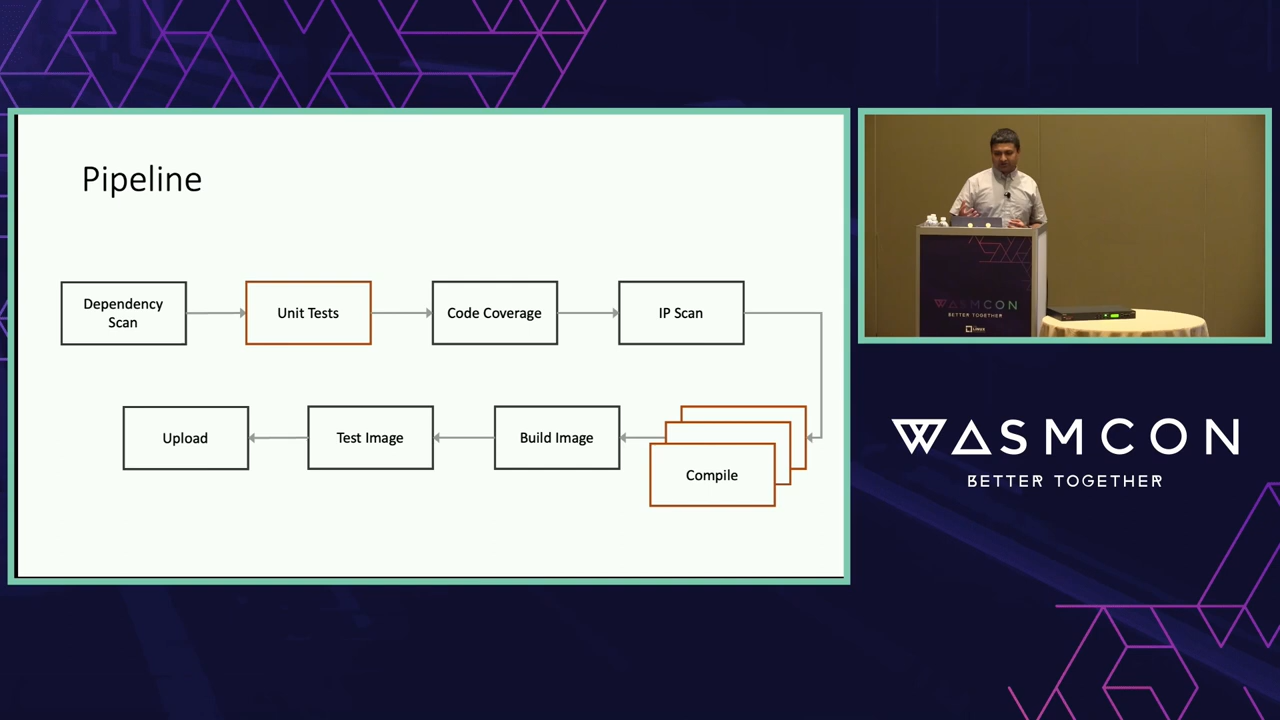 Pipeline
Dependency
Scan
Unit Tests
Code Coverage
IP Scan
Upload
Test Image
Build Image
Compile
WASMCON
BETTER TOGETHER
WASMCON
BETTER TOGETHER